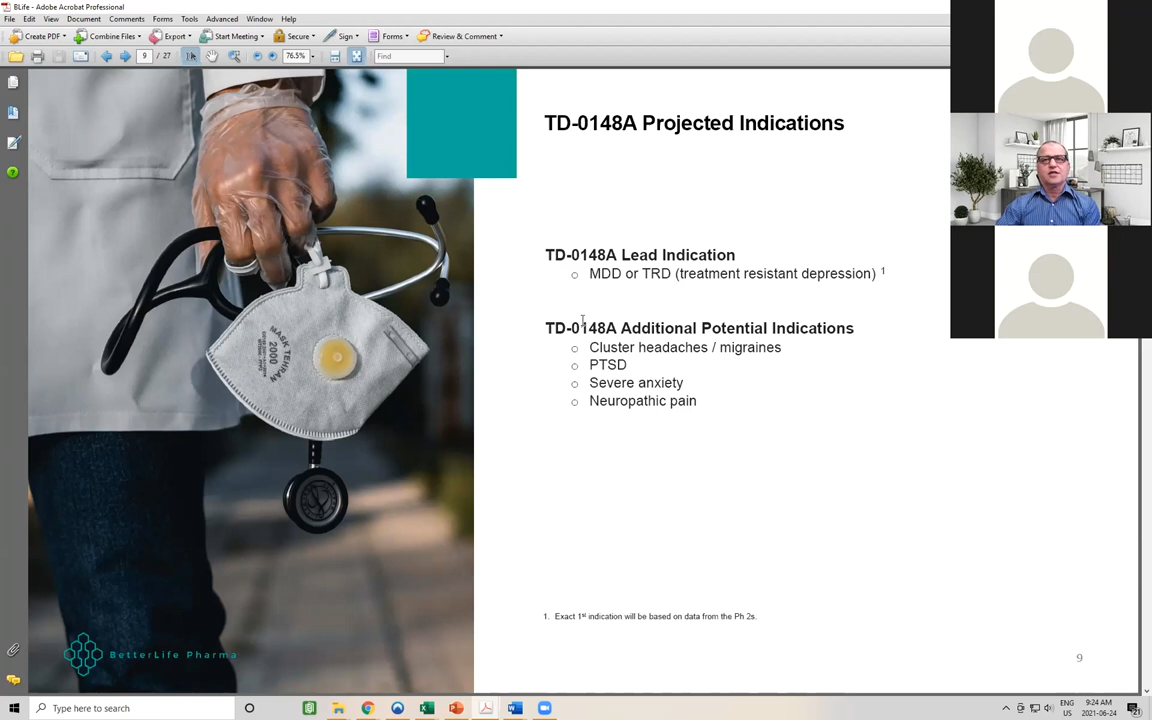 BLife - Adobe Acrobat Professional
File Edit View Document Comments Forms Tools Advanced Window Help
Create PDF Combine Files Export Start Meeting Secure Sign Forms Review & Comment
9 / 27 76.5% Find
TD-0148A Projected Indications
TD-0148A Lead Indication
MDD or TRD (treatment resistant depression) 1
TD-0148A Additional Potential Indications
Cluster headaches / migraines
PTSD
Severe anxiety
Neuropathic pain
MASK TEHRAN
2000
1. Exact 1st indication will be based on data from the Ph 2s.
BetterLife Pharma
9
Type here to search
ENG
US
9:24 AM
2021-06-24
21